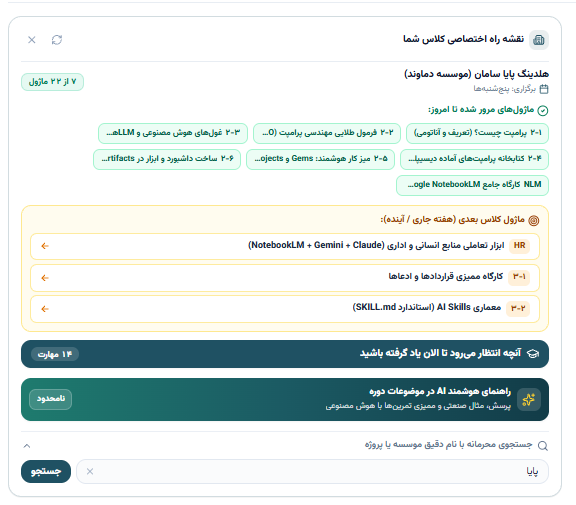 نقشه راه اختصاصی کلاس شما
هلدینگ پایا سامان (موسسه دماوند)
۷ از ۲۲ ماژول
برگزاری: پنج‌شنبه‌ها
ماژول‌های مرور شده تا امروز:
۲-۱ پرامپت چیست؟ (تعریف و آناتومی)
۲-۲ فرمول طلایی مهندسی پرامپت (O...
۲-۳ غول‌های هوش مصنوعی و LLMه...
۲-۴ کتابخانه پرامپت‌های آماده دیسیپلا...
۲-۵ میز کار هوشمند: Gems و ojects...
۲-۶ ساخت داشبورد و ابزار در rtifacts...
NLM کارگاه جامع ogle NotebookLM...
ماژول کلاس بعدی (هفته جاری / آینده):
HR ابزار تعاملی منابع انسانی و اداری (NotebookLM + Gemini + Claude)
۳-۱ کارگاه ممیزی قراردادها و ادعاها
۳-۲ معماری AI Skills (استاندارد SKILL.md)
آنچه انتظار می‌رود تا الان یاد گرفته باشید
۱۴ مهارت
راهنمای هوشمند AI در موضوعات دوره
پرسش، مثال صنعتی و ممیزی تمرین‌ها با هوش مصنوعی
نامحدود
جستجوی محرمانه با نام دقیق موسسه یا پروژه
پایا
جستجو